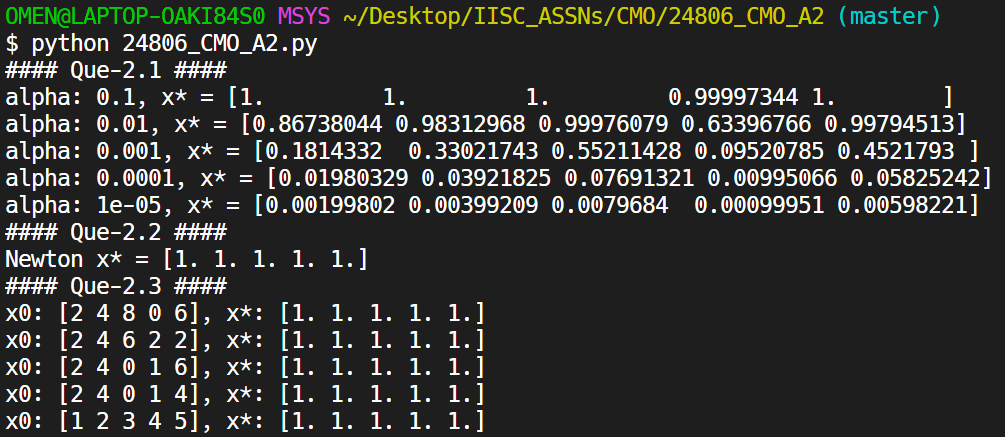 OMEN@LAPTOP-OAKI84S0 MSYS ~/Desktop/IISC_ASSNs/CMO/24806_CMO_A2 (master)
$ python 24806_CMO_A2.py
#### Que-2.1 ####
alpha: 0.1, x* = [1.         1.         1.         0.99997344 1.        ]
alpha: 0.01, x* = [0.86738044 0.98312968 0.99976079 0.63396766 0.99794513]
alpha: 0.001, x* = [0.1814332  0.33021743 0.55211428 0.09520785 0.4521793 ]
alpha: 0.0001, x* = [0.01980329 0.03921825 0.07691321 0.00995066 0.05825242]
alpha: 1e-05, x* = [0.00199802 0.00399209 0.0079684  0.00099951 0.00598221]
#### Que-2.2 ####
Newton x* = [1. 1. 1. 1. 1.]
#### Que-2.3 ####
x0: [2 4 8 0 6], x*: [1. 1. 1. 1. 1.]
x0: [2 4 6 2 2], x*: [1. 1. 1. 1. 1.]
x0: [2 4 0 1 6], x*: [1. 1. 1. 1. 1.]
x0: [2 4 0 1 4], x*: [1. 1. 1. 1. 1.]
x0: [1 2 3 4 5], x*: [1. 1. 1. 1. 1.]